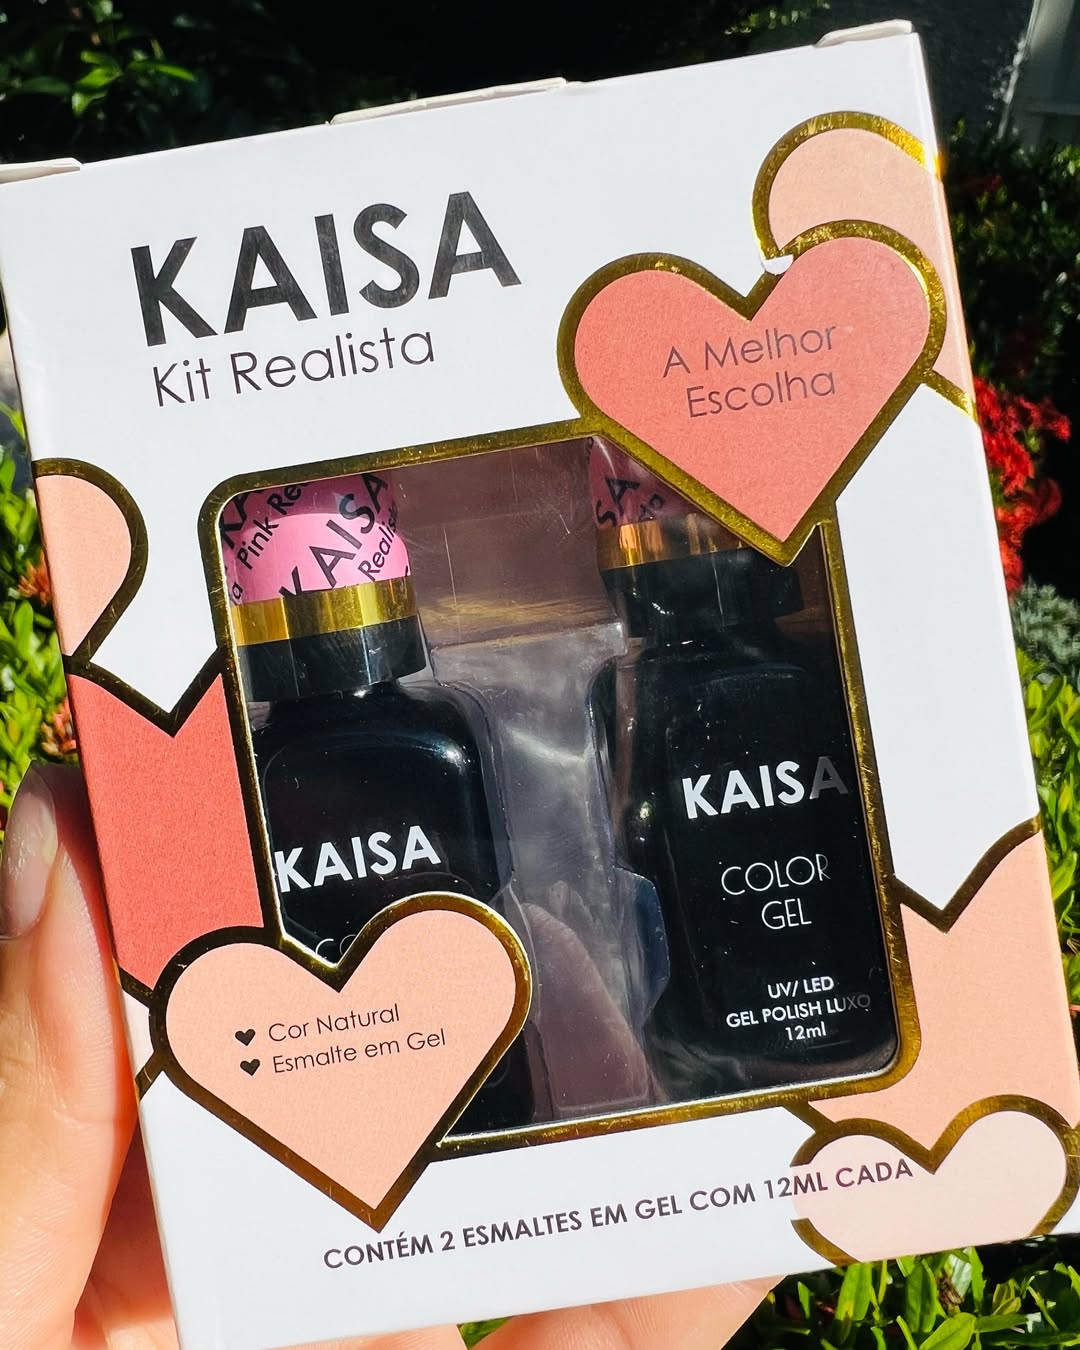 KAISA
Kit Realista
A Melhor
Escolha
Pink
KAISA
KAISA
KAISA
COLOR
GEL
UV/ LED
GEL POLISH LUXO
12ml
Cor Natural
Esmalte em Gel
CONTÉM 2 ESMALTES EM GEL COM 12ML CADA